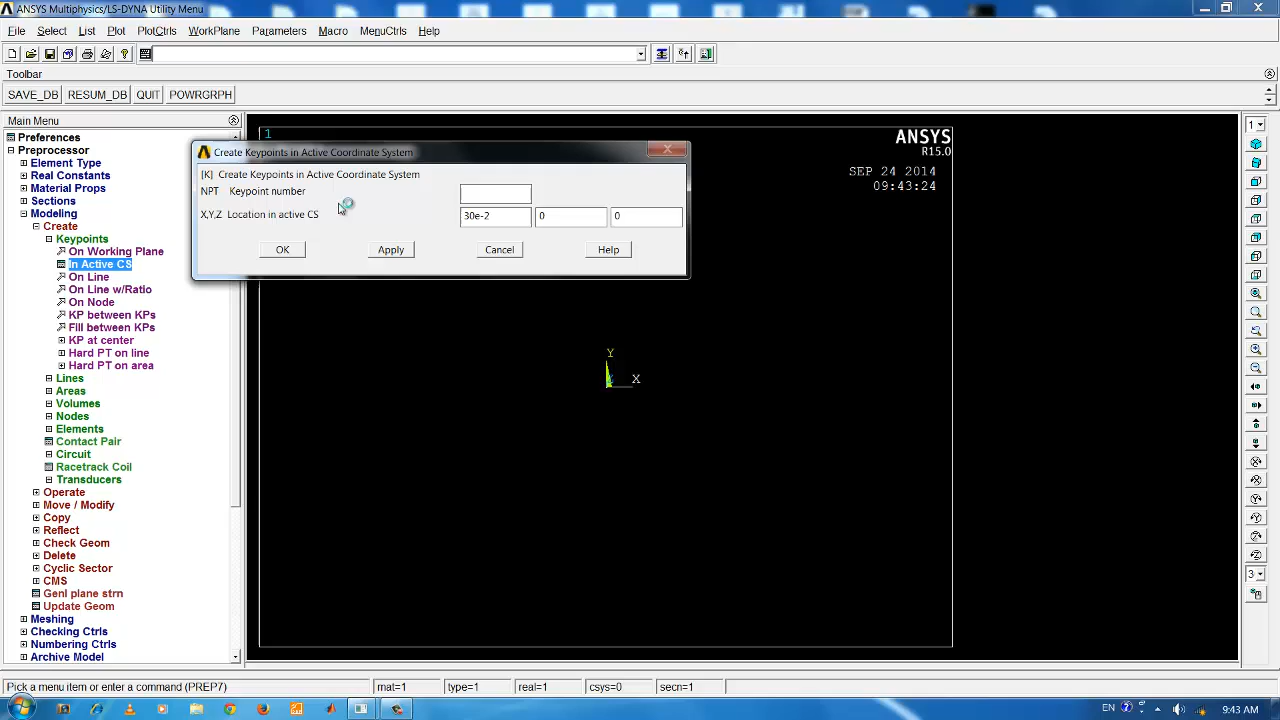 ANSYS Multiphysics/LS-DYNA Utility Menu
File Select List Plot PlotCtrls WorkPlane Parameters Macro MenuCtrls Help
Toolbar
SAVE_DB RESUM_DB QUIT POWRGRPH
Main Menu
Preferences
Preprocessor
Element Type
Real Constants
Material Props
Sections
Modeling
Create
Keypoints
On Working Plane
In Active CS
On Line
On Line w/Ratio
On Node
KP between KPs
Fill between KPs
KP at center
Hard PT on line
Hard PT on area
Lines
Areas
Volumes
Nodes
Elements
Contact Pair
Circuit
Racetrack Coil
Transducers
Operate
Move / Modify
Copy
Reflect
Check Geom
Delete
Cyclic Sector
CMS
Genl plane strn
Update Geom
Meshing
Checking Ctrls
Numbering Ctrls
Archive Model
1
ANSYS
R15.0
SEP 24 2014
09:43:24
Create Keypoints in Active Coordinate System
[K] Create Keypoints in Active Coordinate System
NPT Keypoint number
X,Y,Z Location in active CS 30e-2 0 0
OK Apply Cancel Help
Y
X
1
3
Pick a menu item or enter a command (PREP7) mat=1 type=1 real=1 csys=0 secn=1
EN 9:43 AM